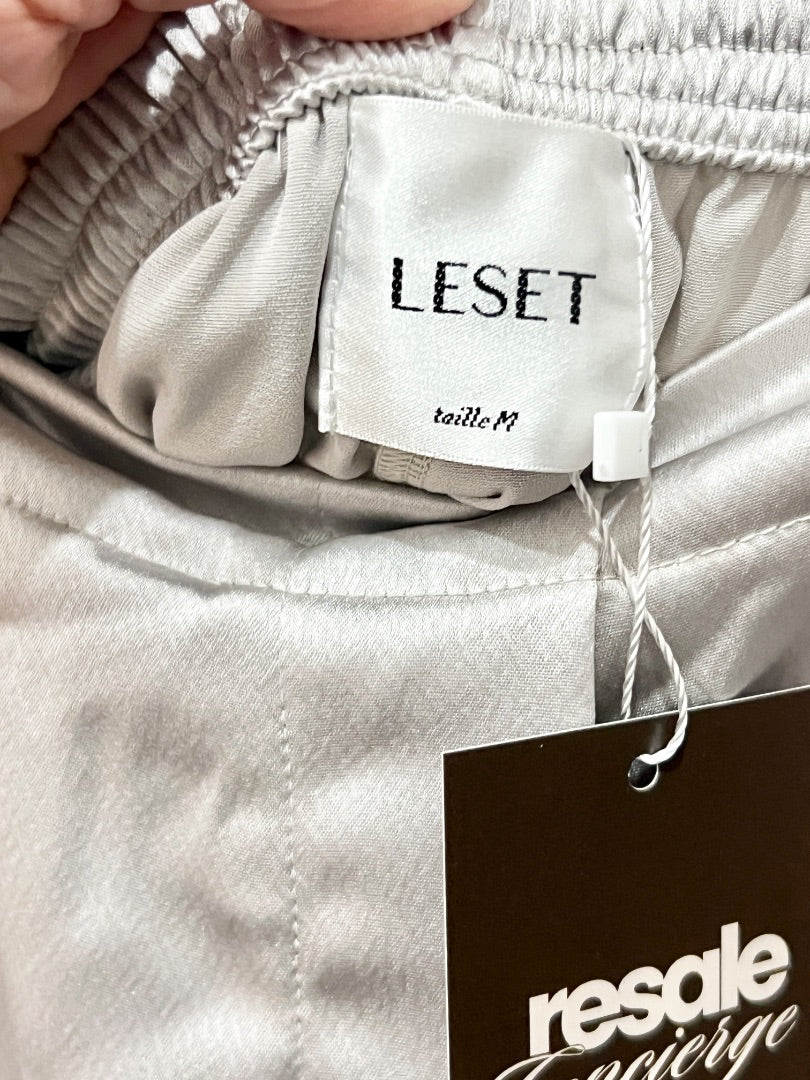 LESET
taille M
resale
Concierge